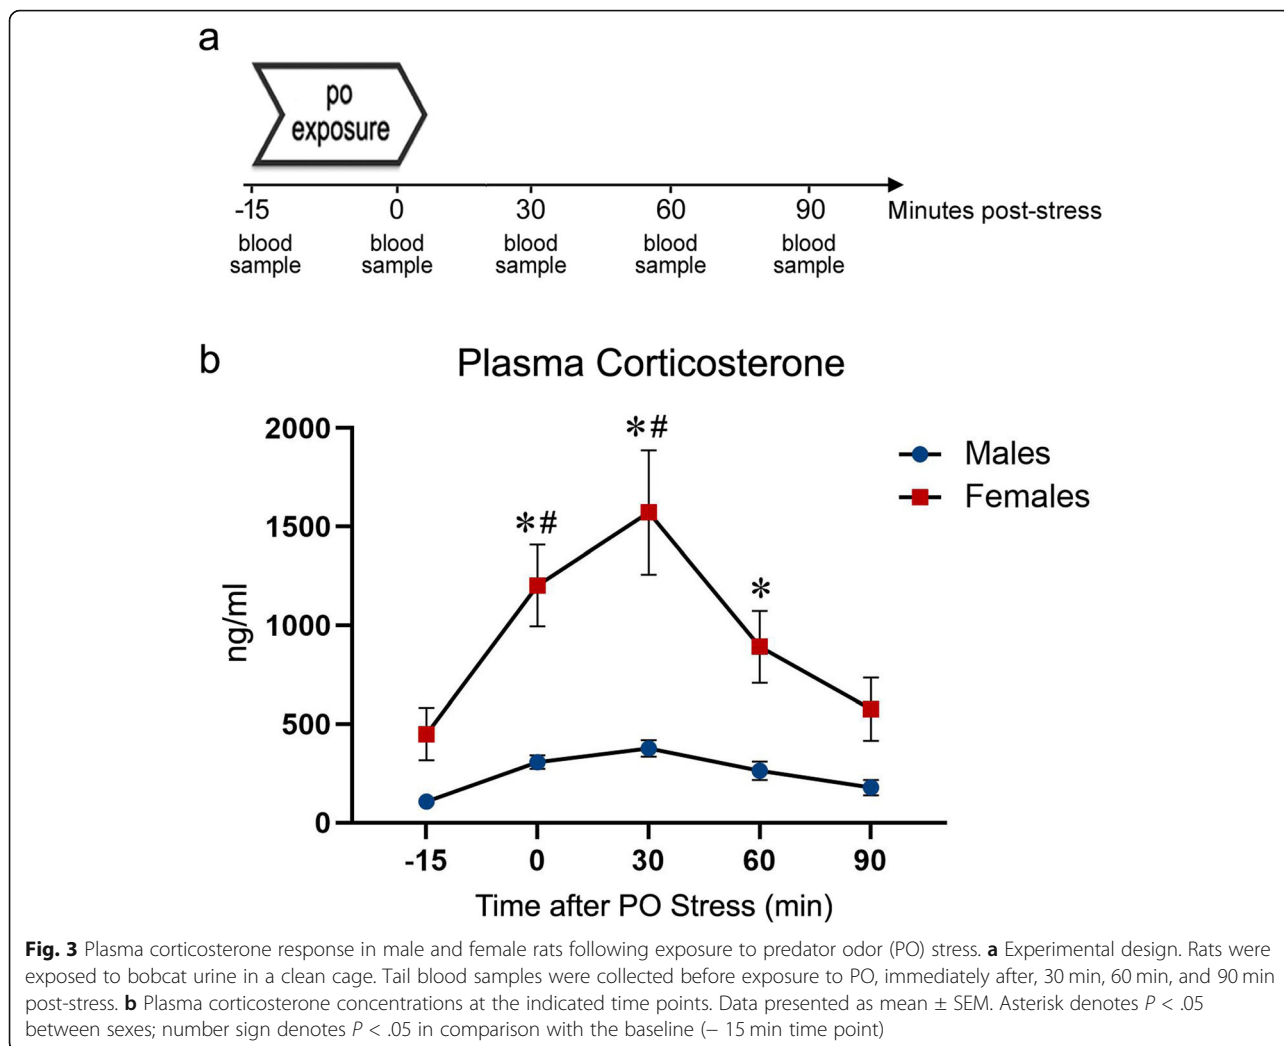 a
po
exposure
-15 0 30 60 90 Minutes post-stress
blood blood blood blood blood
sample sample sample sample sample
b
Plasma Corticosterone
2000
1500
1000
500
0
ng/ml
*# *# *
Males
Females
-15 0 30 60 90
Time after PO Stress (min)
Fig. 3 Plasma corticosterone response in male and female rats following exposure to predator odor (PO) stress. a Experimental design. Rats were
exposed to bobcat urine in a clean cage. Tail blood samples were collected before exposure to PO, immediately after, 30 min, 60 min, and 90 min
post-stress. b Plasma corticosterone concentrations at the indicated time points. Data presented as mean ± SEM. Asterisk denotes P < .05
between sexes; number sign denotes P < .05 in comparison with the baseline (− 15 min time point)